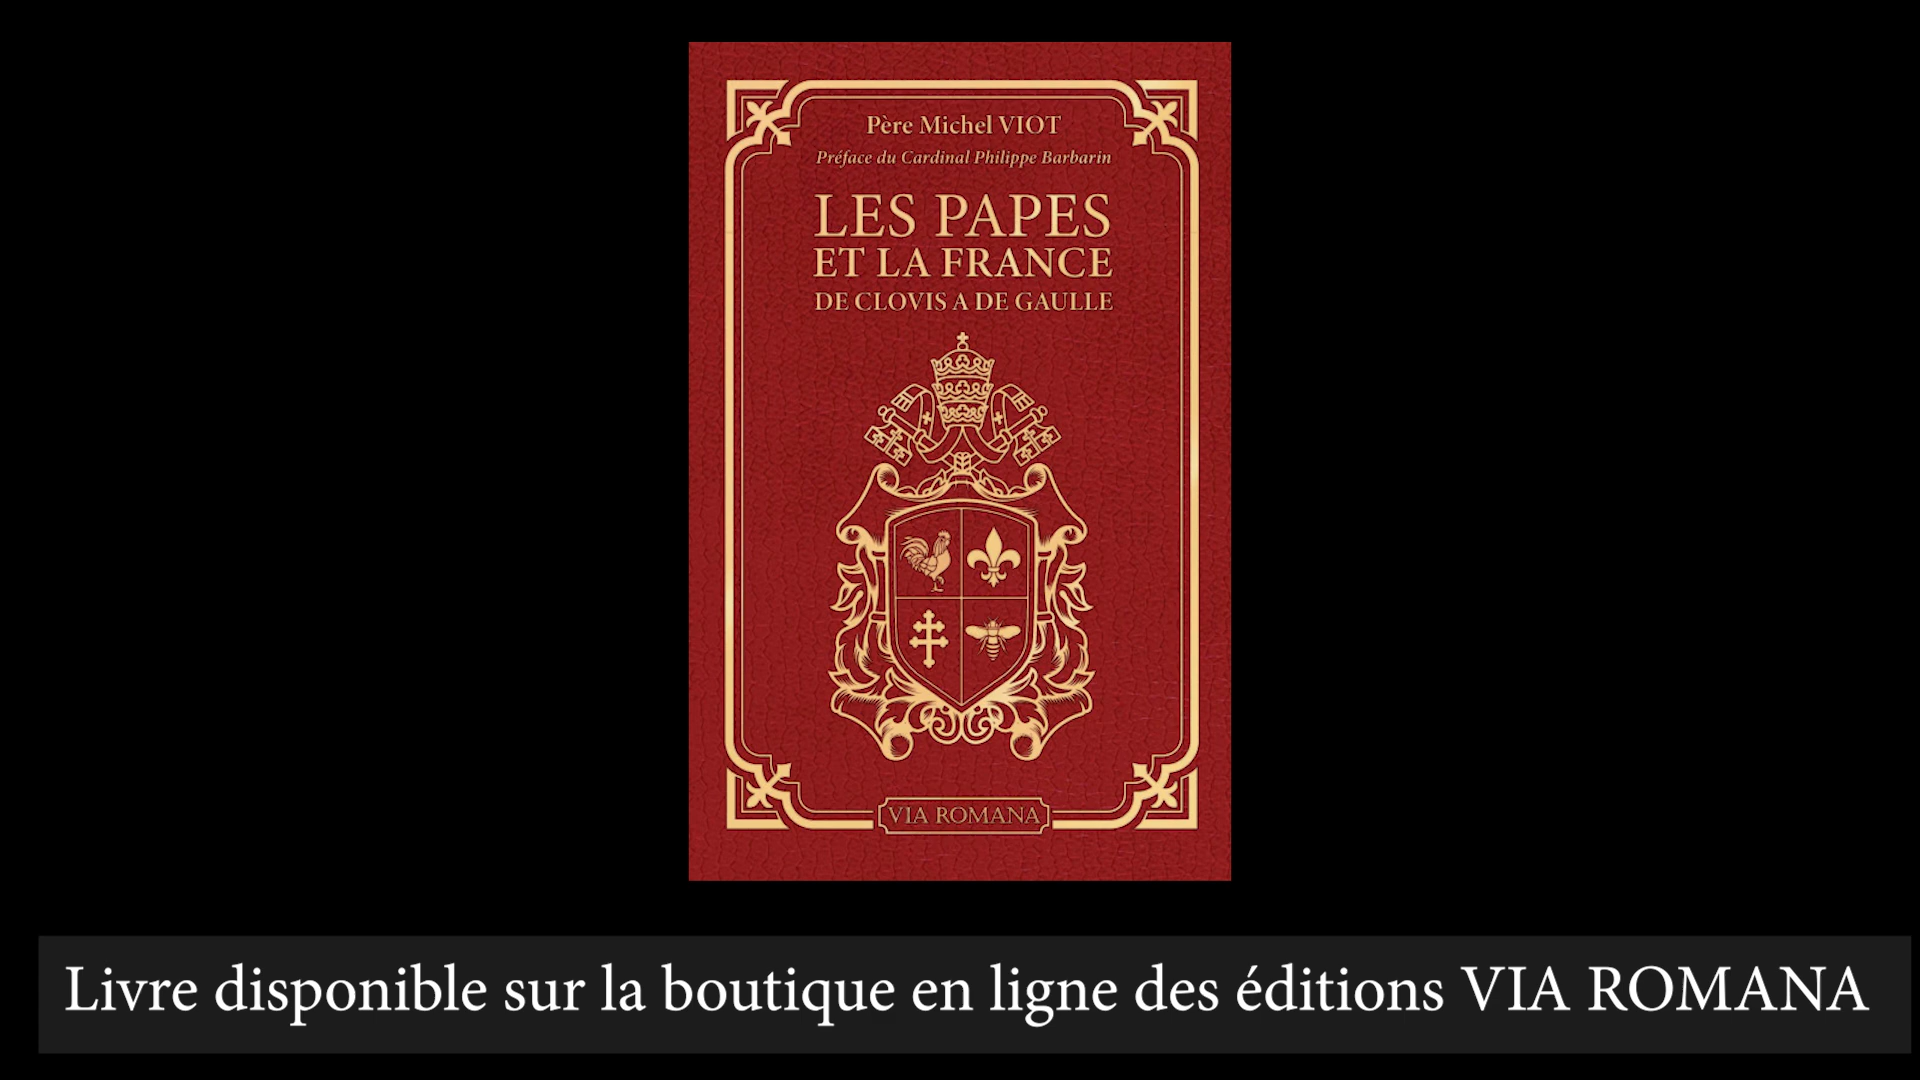 Père Michel VIOT
Préface du Cardinal Philippe Barbarin
LES PAPES
ET LA FRANCE
DE CLOVIS A DE GAULLE
VIA ROMANA
Livre disponible sur la boutique en ligne des éditions VIA ROMANA